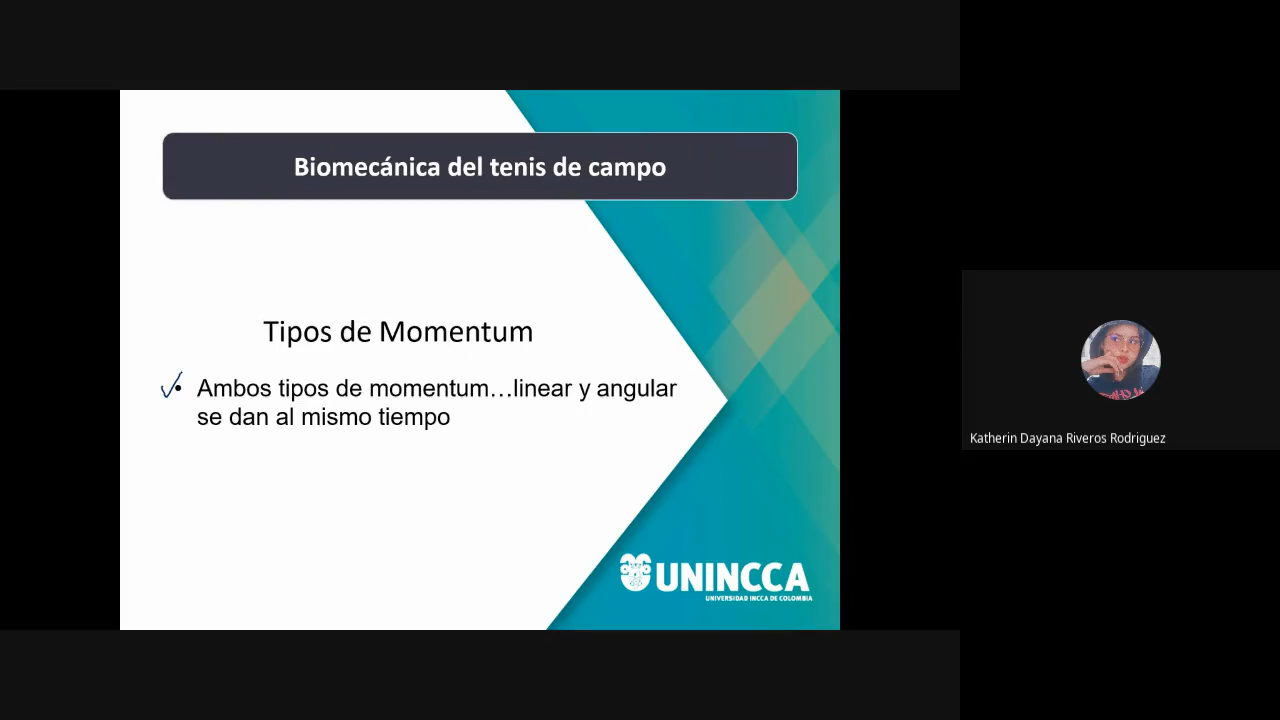 Biomecánica del tenis de campo
Tipos de Momentum
• Ambos tipos de momentum...linear y angular
se dan al mismo tiempo
UNINCCA
UNIVERSIDAD INCCA DE COLOMBIA
Katherin Dayana Riveros Rodriguez